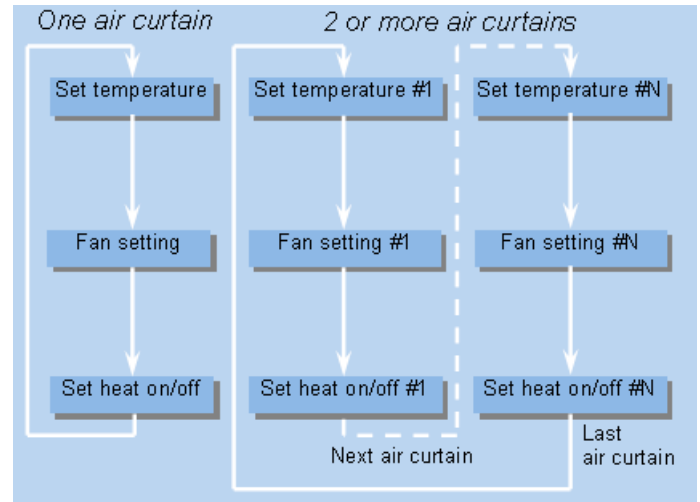 One air curtain
2 or more air curtains
Set temperature
Set temperature #1
Set temperature #N
Fan setting
Fan setting #1
Fan setting #N
Set heat on/off
Set heat on/off #1
Set heat on/off #N
Next air curtain
Last
air curtain